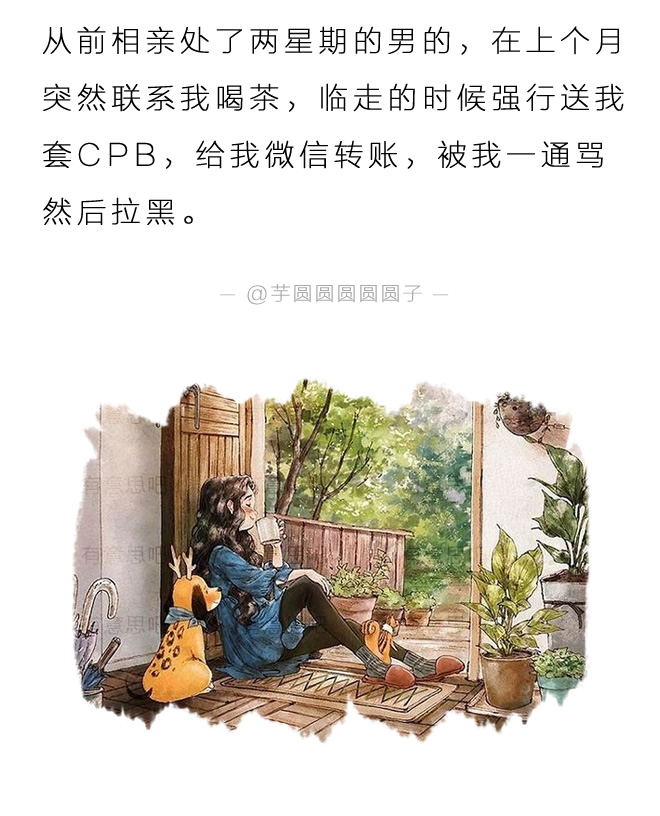 从前相亲处了两星期的男的，在上个月
突然联系我喝茶，临走的时候强行送我
套CPB，给我微信转账，被我一通骂
然后拉黑。
— @芋圆圆圆圆圆子 —